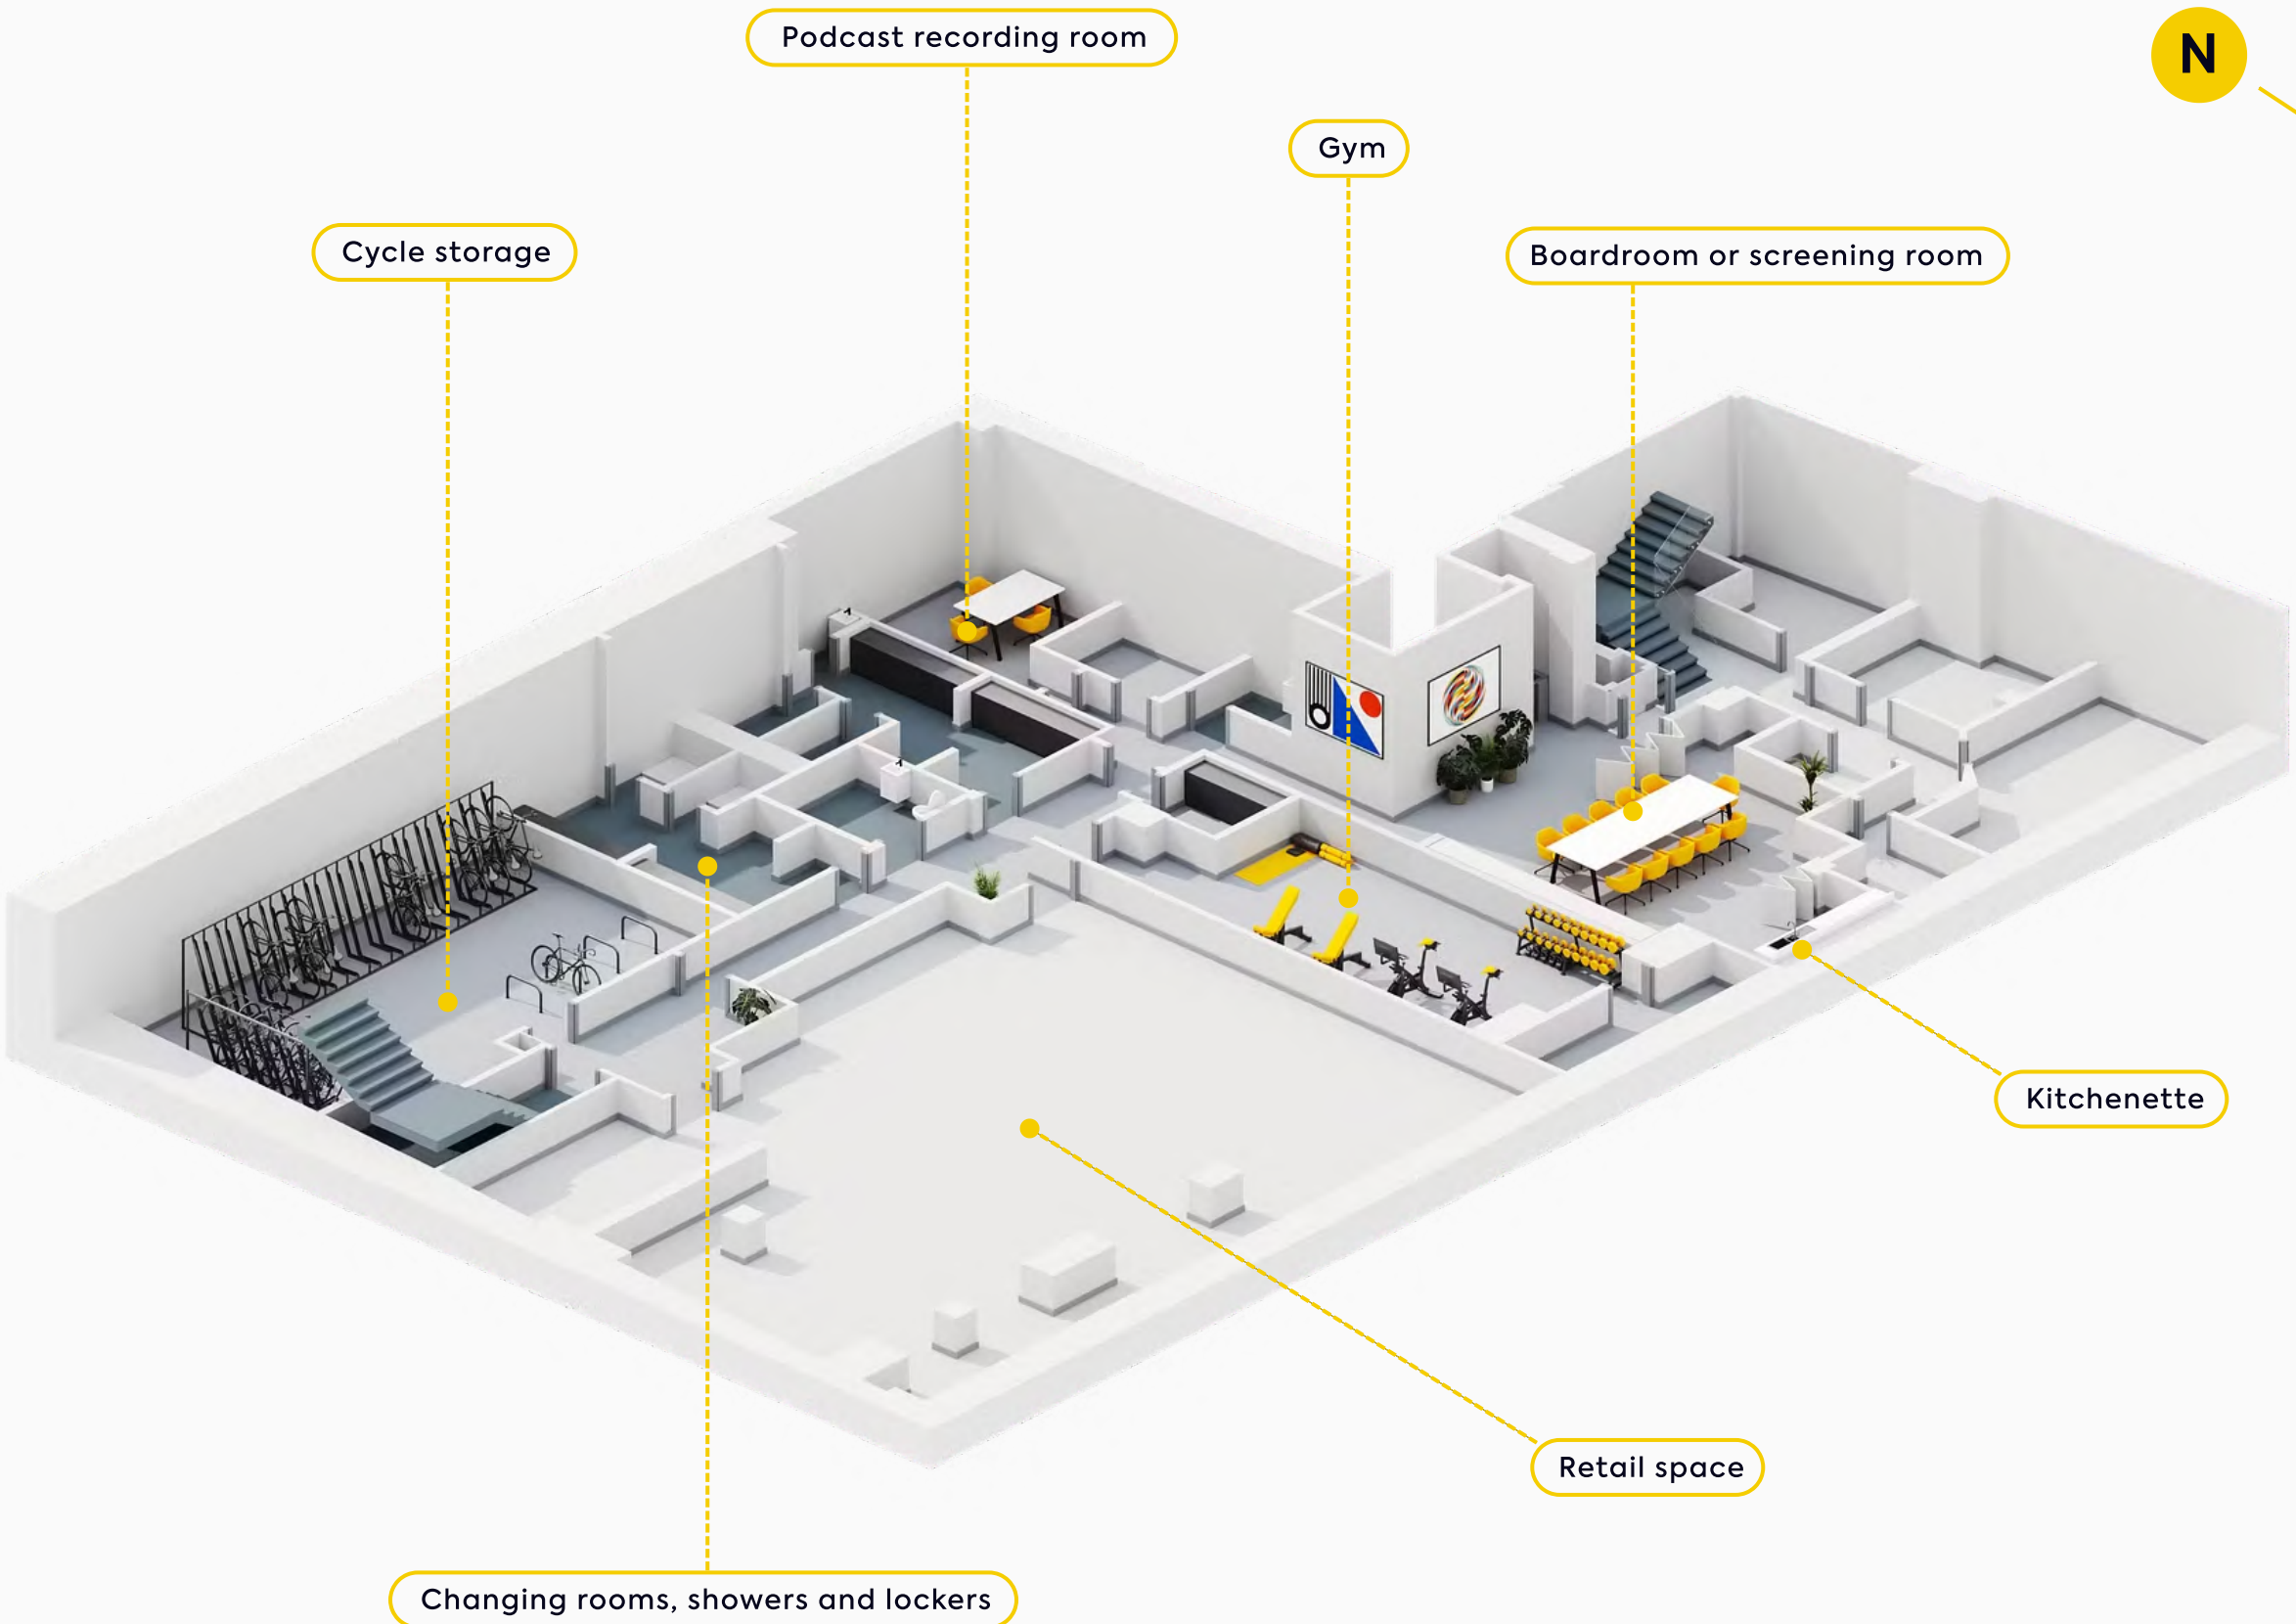 Podcast recording room
N
Gym
Cycle storage
Boardroom or screening room
Kitchenette
Retail space
Changing rooms, showers and lockers